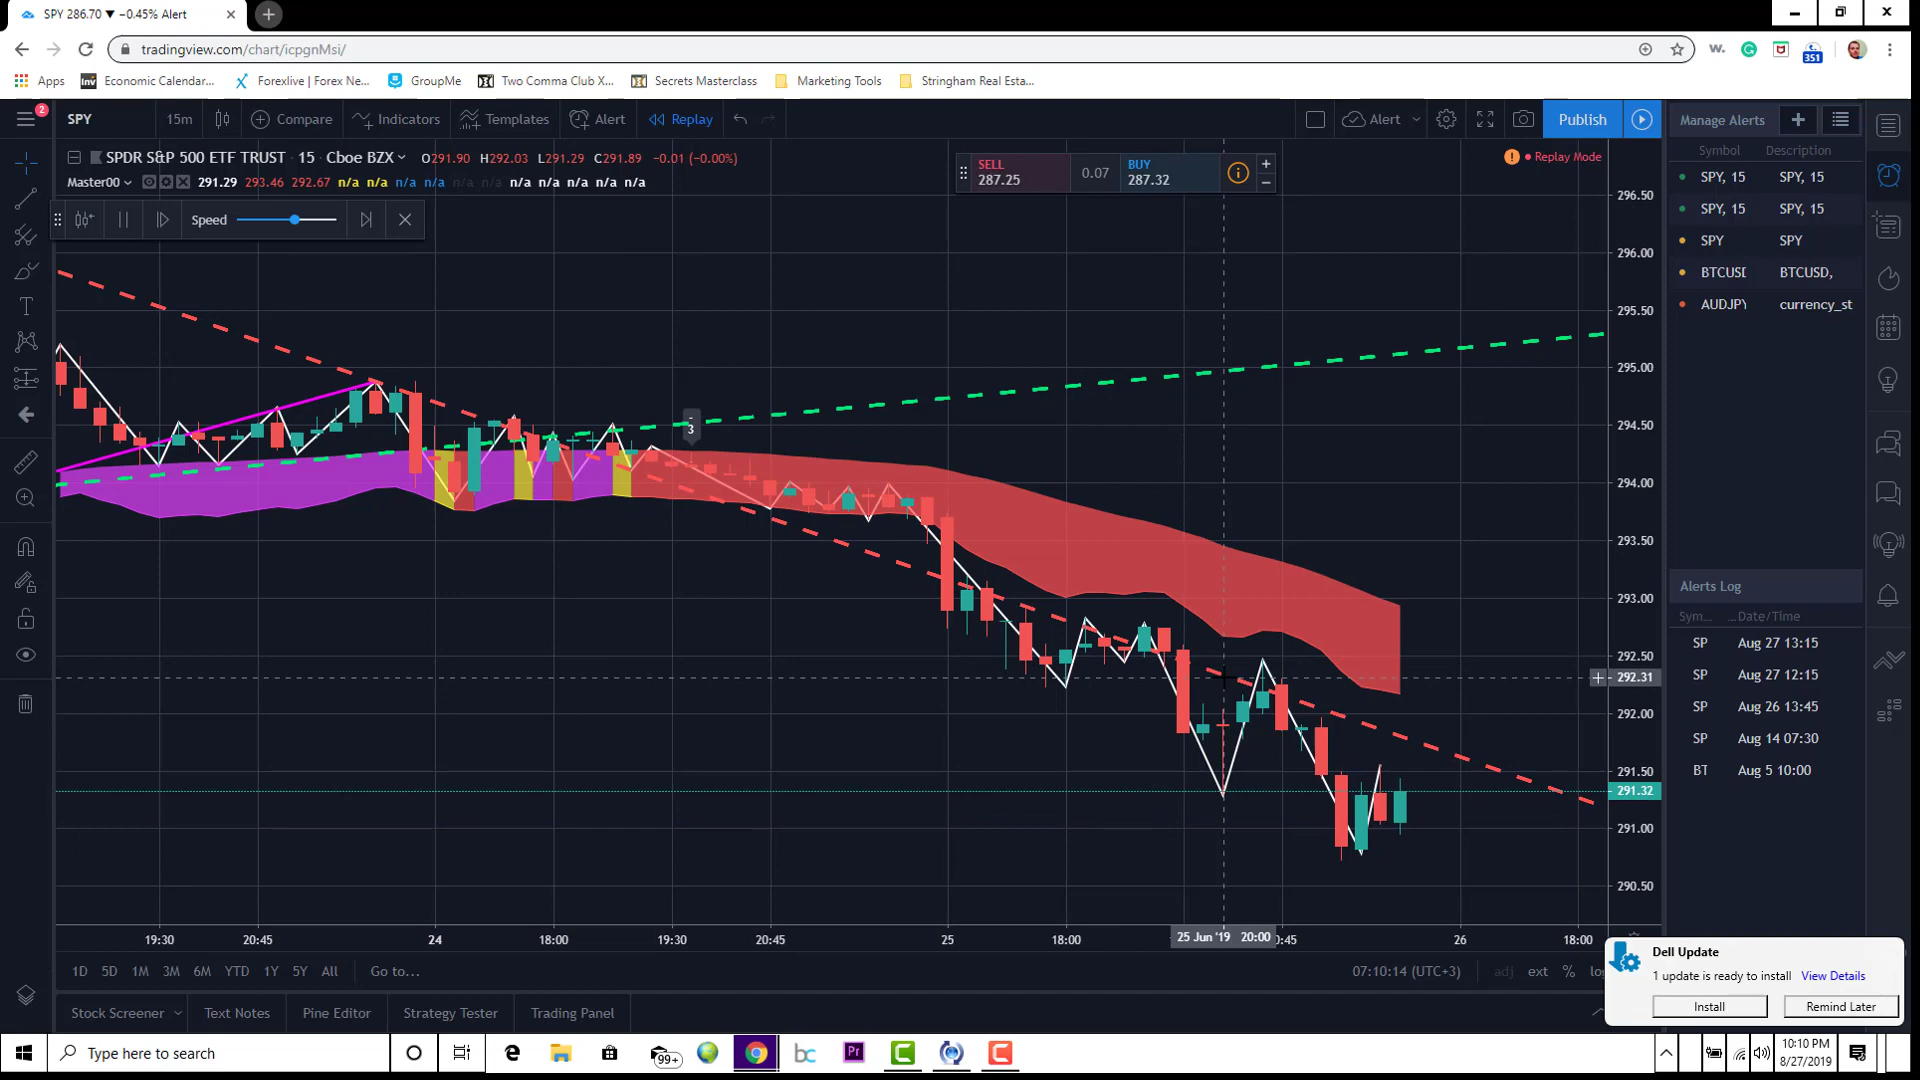 SPY 286.70 ▼ −0.45% Alert
tradingview.com/chart/icpgnMsi/
Apps
Economic Calendar...
Forexlive | Forex Ne...
GroupMe
Two Comma Club X...
Secrets Masterclass
Marketing Tools
Stringham Real Esta...
351
2
SPY
15m
Compare
Indicators
Templates
Alert
Replay
Alert
Publish
Manage Alerts
SPDR S&P 500 ETF TRUST · 15 · Cboe BZX
O291.90 H292.03 L291.29 C291.89 -0.01 (-0.00%)
Master00 291.29 293.46 292.67 n/a n/a n/a n/a n/a n/a n/a n/a n/a
Speed
SELL
287.25
0.07
BUY
287.32
Replay Mode
Symbol Description
SPY, 15 SPY, 15
SPY, 15 SPY, 15
SPY SPY
BTCUSD BTCUSD,
AUDJPY currency_st
296.50
296.00
295.50
295.00
294.50
294.00
293.50
293.00
292.50
292.31
292.00
291.50
291.32
291.00
290.50
-
3
Alerts Log
Sym... ...Date/Time
SP Aug 27 13:15
SP Aug 27 12:15
SP Aug 26 13:45
SP Aug 14 07:30
BT Aug 5 10:00
19:30
20:45
24
18:00
19:30
20:45
25
18:00
25 Jun '19 20:00
0:45
26
18:00
1D 5D 1M 3M 6M YTD 1Y 5Y All
Go to...
07:10:14 (UTC+3)
adj ext %
Stock Screener
Text Notes
Pine Editor
Strategy Tester
Trading Panel
Dell Update
1 update is ready to install View Details
Install
Remind Later
Type here to search
99+
bc
Pr
10:10 PM
8/27/2019